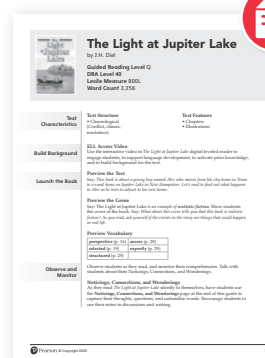 The Light at Jupiter Lake
by J.H. Diel
Guided Reading Level Q
DRA Level 40
Lexile Measure 800L
Word Count 3,356
Text Characteristics
Text Structure
• Chronological
(Conflict, climax,
resolution)
Text Features
• Chapters
• Illustrations
Build Background
ELL Access Video
Use the interactive video in The Light at Jupiter Lake digital leveled reader to
engage students, to support language development, to activate prior knowledge,
and to build background for the text.
Launch the Book
Preview the Text
Say: This book is about a young boy named Alec who moves from his city home in Texas
to a rural home on Jupiter Lake in New Hampshire. Let's read to find out what happens
to Alec as he tries to adjust to his new home.
Preview the Genre
Say: The Light at Jupiter Lake is an example of realistic fiction. Show students
the cover of the book. Say: What about this cover tells you that this book is realistic
fiction? As you read, see if the events in the story are things that could happen
in real life.
Preview Vocabulary
perspective (p. 16) access (p. 28)
selected (p. 19) expertly (p. 29)
structured (p. 25)
Observe and Monitor
Observe students as they read, and monitor their comprehension. Talk with
students about their Noticings, Connections, and Wonderings.
Noticings, Connections, and Wonderings
As they read The Light at Jupiter Lake silently to themselves, have students use
the Noticings, Connections, and Wonderings page at the end of this guide to
capture their thoughts, questions, and unfamiliar words. Encourage students to
use their notes in discussions and writing.
Pearson © Copyright 2020